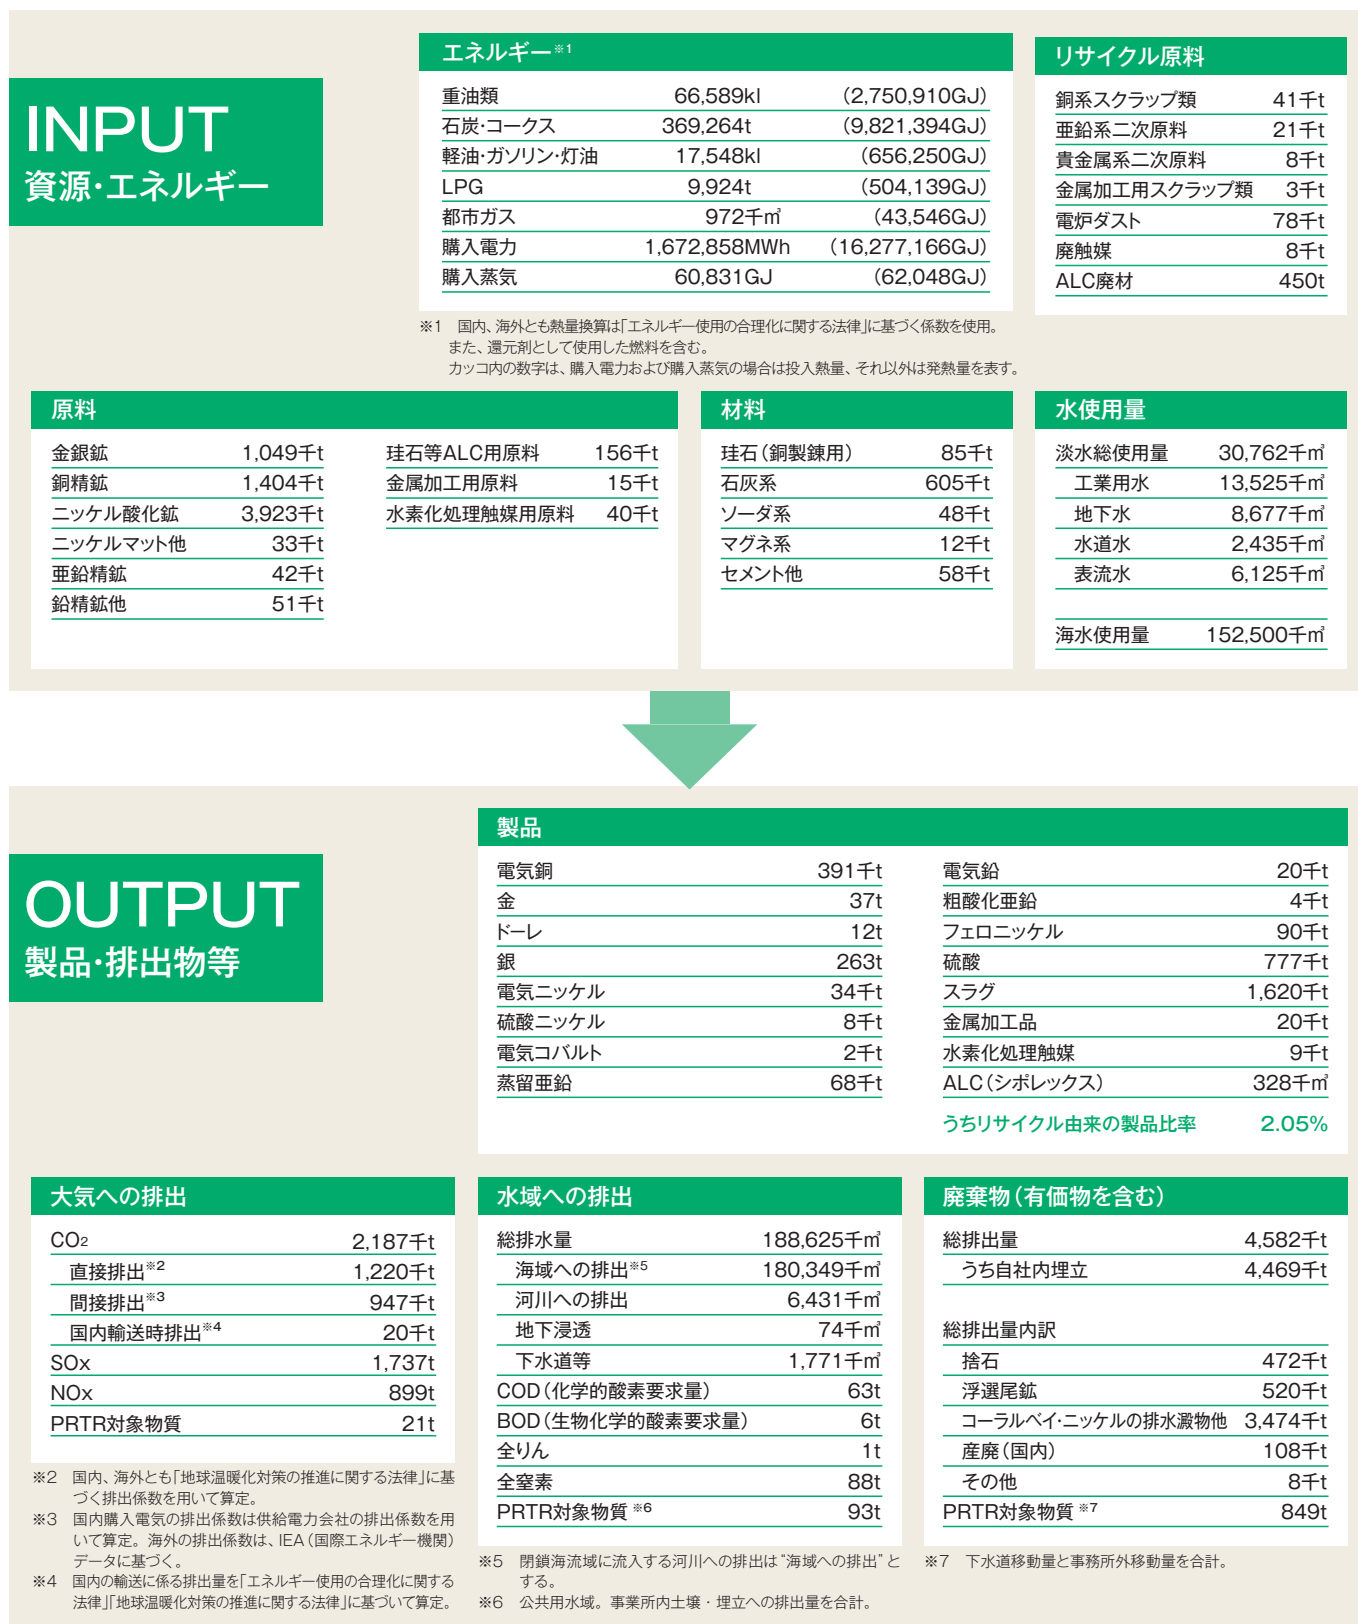 INPUT
資源・エネルギー
エネルギー※1
重油類 66,589kl (2,750,910GJ)
石炭・コークス 369,264t (9,821,394GJ)
軽油・ガソリン・灯油 17,548kl (656,250GJ)
LPG 9,924t (504,139GJ)
都市ガス 972千㎥ (43,546GJ)
購入電力 1,672,858MWh (16,277,166GJ)
購入蒸気 60,831GJ (62,048GJ)
※1 国内、海外とも熱量換算は「エネルギー使用の合理化に関する法律」に基づく係数を使用。
また、還元剤として使用した燃料を含む。
カッコ内の数字は、購入電力および購入蒸気の場合は投入熱量、それ以外は発熱量を表す。
リサイクル原料
銅系スクラップ類 41千t
亜鉛系二次原料 21千t
貴金属系二次原料 8千t
金属加工用スクラップ類 3千t
電炉ダスト 78千t
廃触媒 8千t
ALC廃材 450t
原料
金銀鉱 1,049千t
銅精鉱 1,404千t
ニッケル酸化鉱 3,923千t
ニッケルマット他 33千t
亜鉛精鉱 42千t
鉛精鉱他 51千t
珪石等ALC用原料 156千t
金属加工用原料 15千t
水素化処理触媒用原料 40千t
材料
珪石（銅製錬用） 85千t
石灰系 605千t
ソーダ系 48千t
マグネ系 12千t
セメント他 58千t
水使用量
淡水総使用量 30,762千㎥
工業用水 13,525千㎥
地下水 8,677千㎥
水道水 2,435千㎥
表流水 6,125千㎥
海水使用量 152,500千㎥
OUTPUT
製品・排出物等
製品
電気銅 391千t
金 37t
ドーレ 12t
銀 263t
電気ニッケル 34千t
硫酸ニッケル 8千t
電気コバルト 2千t
蒸留亜鉛 68千t
電気鉛 20千t
粗酸化亜鉛 4千t
フェロニッケル 90千t
硫酸 777千t
スラグ 1,620千t
金属加工品 20千t
水素化処理触媒 9千t
ALC（シポレックス） 328千㎥
うちリサイクル由来の製品比率 2.05%
大気への排出
CO2 2,187千t
直接排出※2 1,220千t
間接排出※3 947千t
国内輸送時排出※4 20千t
SOx 1,737t
NOx 899t
PRTR対象物質 21t
※2 国内、海外とも「地球温暖化対策の推進に関する法律」に基
づく排出係数を用いて算定。
※3 国内購入電気の排出係数は供給電力会社の排出係数を用
いて算定。海外の排出係数は、IEA（国際エネルギー機関）
データに基づく。
※4 国内の輸送に係る排出量を「エネルギー使用の合理化に関する
法律」「地球温暖化対策の推進に関する法律」に基づいて算定。
水域への排出
総排水量 188,625千㎥
海域への排出※5 180,349千㎥
河川への排出 6,431千㎥
地下浸透 74千㎥
下水道等 1,771千㎥
COD（化学的酸素要求量） 63t
BOD（生物化学的酸素要求量） 6t
全りん 1t
全窒素 88t
PRTR対象物質※6 93t
※5 閉鎖海流域に流入する河川への排出は“海域への排出”と
する。
※6 公共用水域。事業所内土壌・埋立への排出量を合計。
廃棄物（有価物を含む）
総排出量 4,582千t
うち自社内埋立 4,469千t
総排出量内訳
捨石 472千t
浮選尾鉱 520千t
コーラルベイ・ニッケルの排水澱物他 3,474千t
産廃（国内） 108千t
その他 8千t
PRTR対象物質※7 849t
※7 下水道移動量と事務所外移動量を合計。